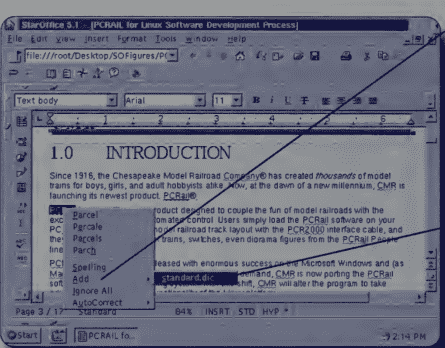 StarOffice 5.1 - [PCRAIL for Linux Software Development Process]
File Edit View Insert Format Tools Window Help
file:///root/Desktop/SOFigures/P
Text body Arial 11 B i U
1.0 INTRODUCTION
Since 1916, the Chesapeake Model Railroad Company® has created thousands of model
trains for boys, girls, and adult hobbyists alike. Now, at the dawn of a new millennium, CMR is
launching its newest product, PCRail®
product designed to couple the fun of model railroads with the
control. Users simply load the PCRail software on your
railroad track layout with the PCR2000 interface cable, and
trains, switches, even diorama figures from the PCRail People
Parcel
Percale
Parcels
Parch
Spelling
Add
Ignore All
AutoCorrect
standard.dic
PC eased with enormous success on the Microsoft Windows and (as
demand, CMR is now porting the PCRail
shift, CMR will alter the program to take
Page 3 / 17 Standard 84% INSRT STD HYP
Start PCRAIL fo... 2:14 PM